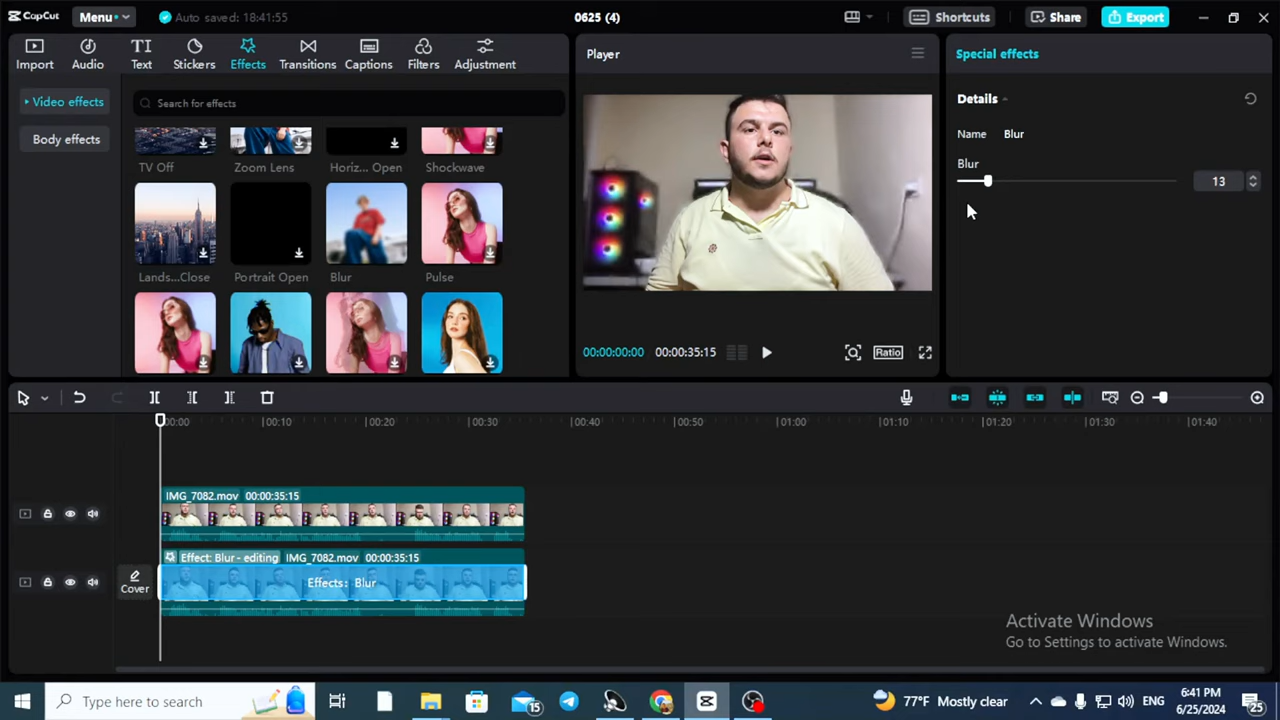 CapCut
Menu
Auto saved: 18:41:55
0625 (4)
Shortcuts
Share
Export
Import
Audio
Text
Stickers
Effects
Transitions
Captions
Filters
Adjustment
Video effects
Body effects
Search for effects
TV Off
Zoom Lens
Horiz... Open
Shockwave
Lands...Close
Portrait Open
Blur
Pulse
Player
00:00:00:00
00:00:35:15
Ratio
Special effects
Details
Name Blur
Blur
13
00:00
00:10
00:20
00:30
00:40
00:50
01:00
01:10
01:20
01:30
01:40
IMG_7082.mov 00:00:35:15
Effect: Blur - editing IMG_7082.mov 00:00:35:15
Effects: Blur
Cover
Activate Windows
Go to Settings to activate Windows.
Type here to search
15
77°F Mostly clear
ENG
6:41 PM
6/25/2024
25